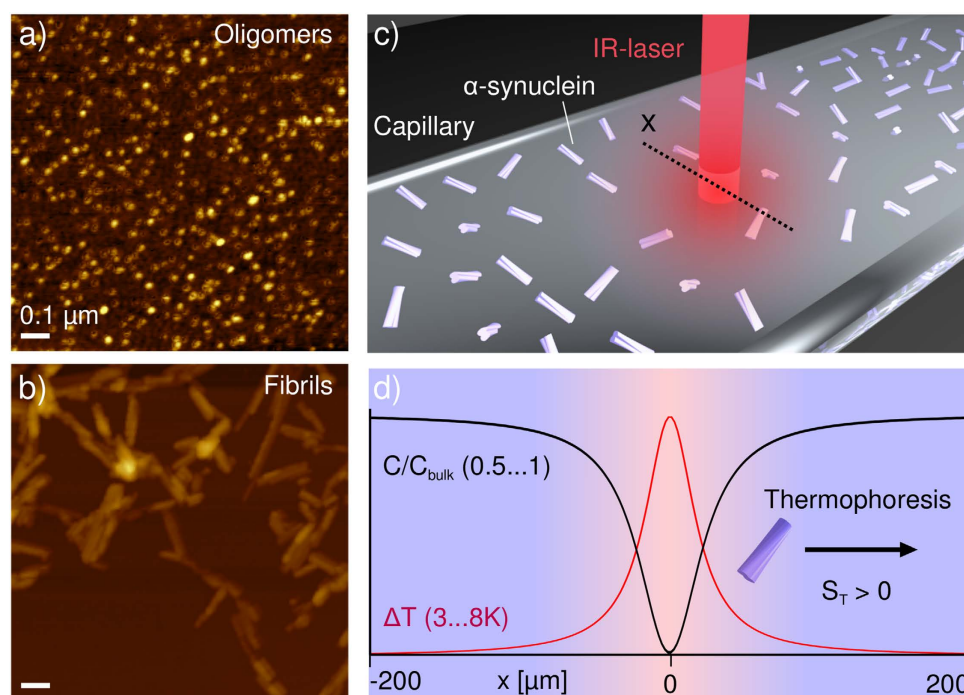 a)
Oligomers
0.1 μm
b)
Fibrils
c)
IR-laser
α-synuclein
Capillary
X
d)
C/C_bulk (0.5...1)
Thermophoresis
S_T > 0
ΔT (3...8K)
-200
x [μm]
0
200